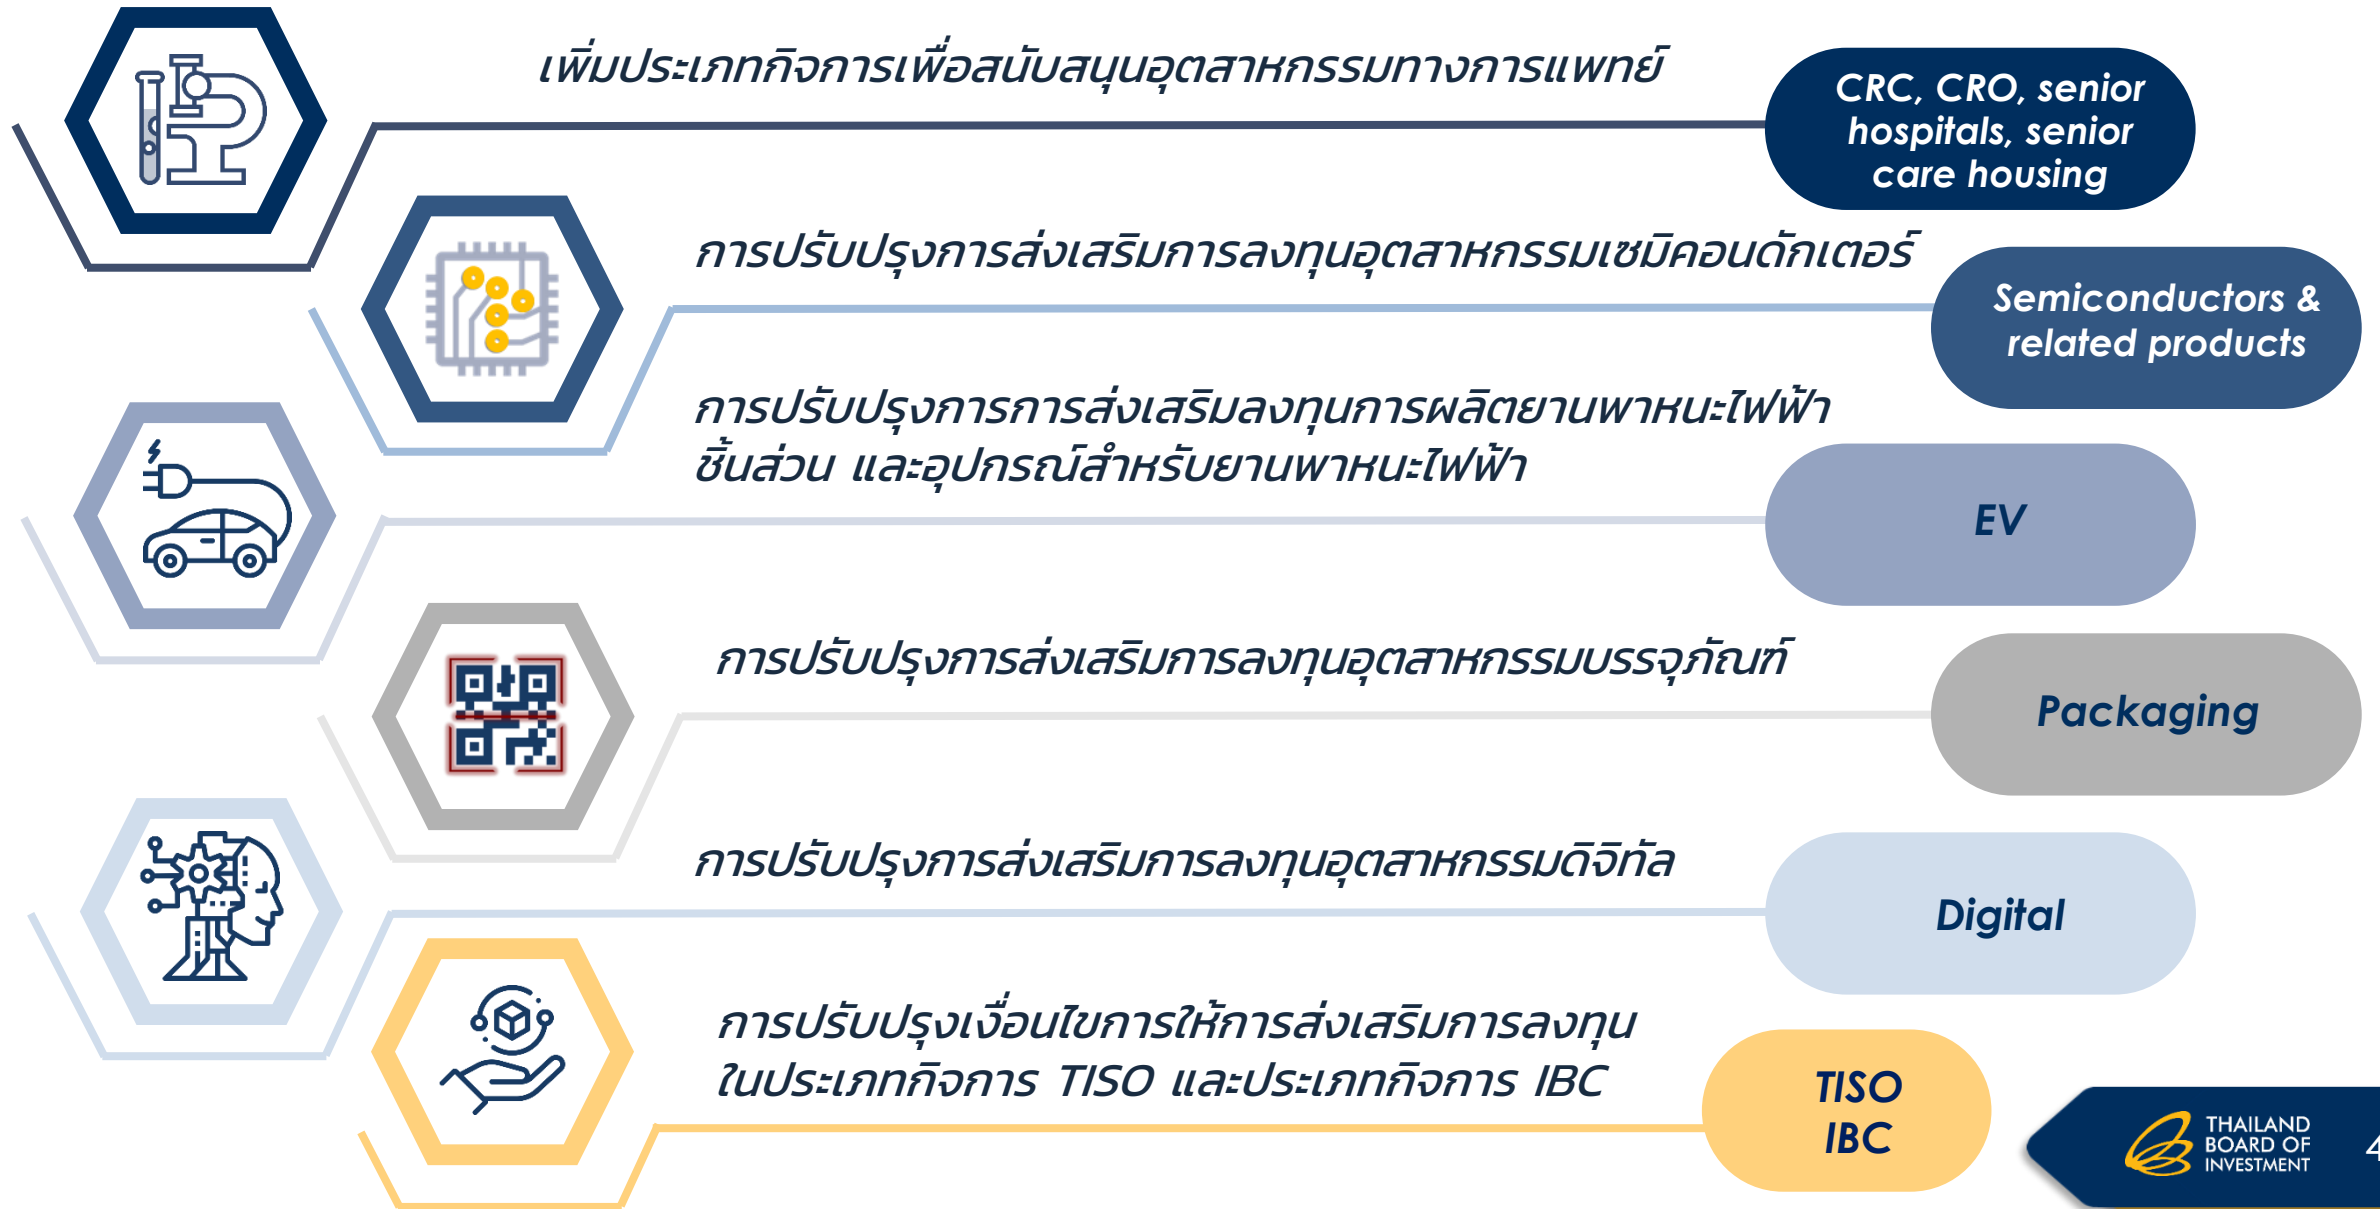 เพิ่มประเภทกิจการเพื่อสนับสนุนอุตสาหกรรมทางการแพทย์
CRC, CRO, senior
hospitals, senior
care housing
การปรับปรุงการส่งเสริมการลงทุนอุตสาหกรรมเซมิคอนดักเตอร์
Semiconductors &
related products
การปรับปรุงการการส่งเสริมลงทุนการผลิตยานพาหนะไฟฟ้า
ชิ้นส่วน และอุปกรณ์สำหรับยานพาหนะไฟฟ้า
EV
การปรับปรุงการส่งเสริมการลงทุนอุตสาหกรรมบรรจุภัณฑ์
Packaging
การปรับปรุงการส่งเสริมการลงทุนอุตสาหกรรมดิจิทัล
Digital
การปรับปรุงเงื่อนไขการให้การส่งเสริมการลงทุน
ในประเภทกิจการ TISO และประเภทกิจการ IBC
TISO
IBC
THAILAND
BOARD OF
INVESTMENT
4